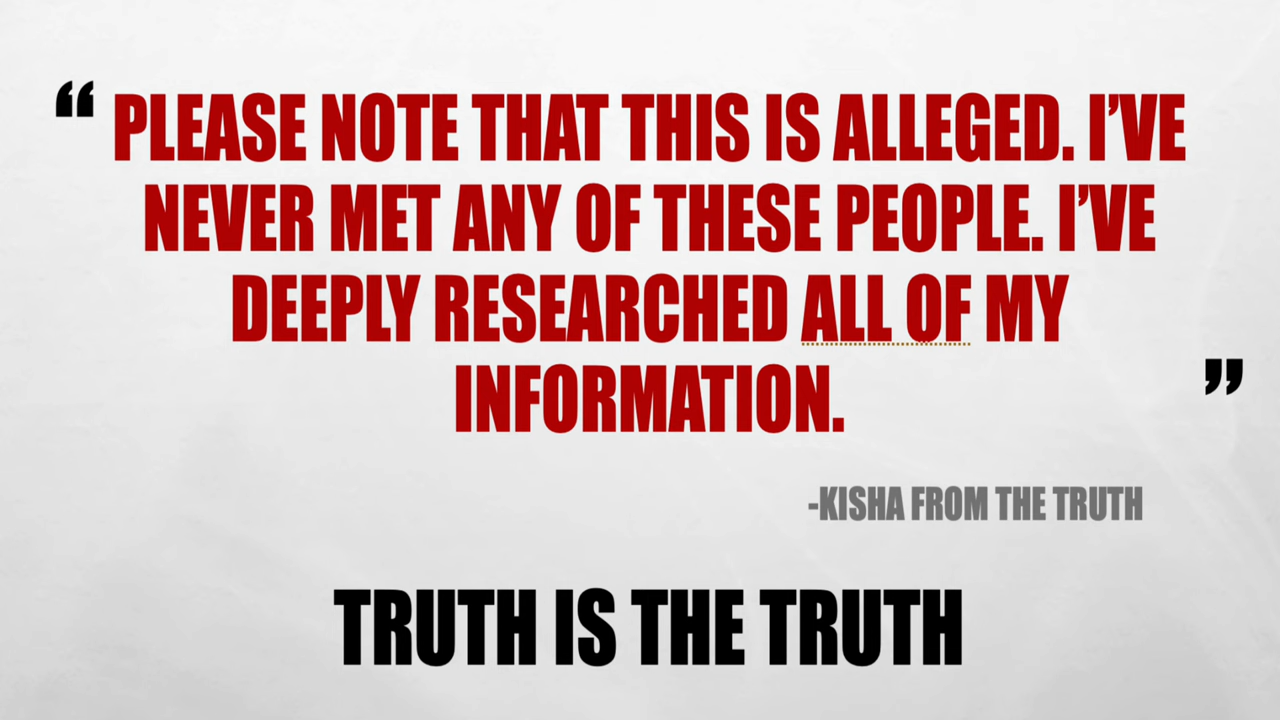 “ PLEASE NOTE THAT THIS IS ALLEGED. I’VE
NEVER MET ANY OF THESE PEOPLE. I’VE
DEEPLY RESEARCHED ALL OF MY
INFORMATION. ”
-KISHA FROM THE TRUTH
TRUTH IS THE TRUTH